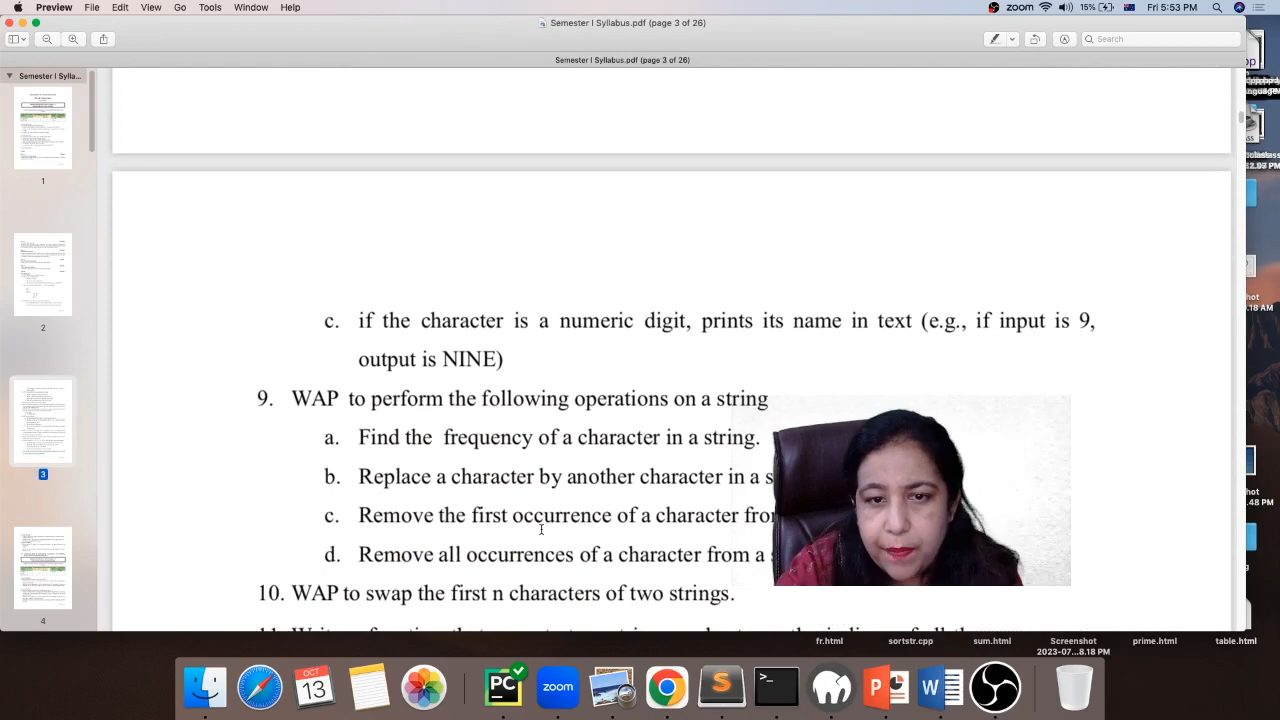 Preview File Edit View Go Tools Window Help
zoom 15% Fri 5:53 PM
Semester I Syllabus.pdf (page 3 of 26)
Search
Semester I Sylla...
Semester I Syllabus.pdf (page 3 of 26)
1
2
3
4
c. if the character is a numeric digit, prints its name in text (e.g., if input is 9,
output is NINE)
9. WAP to perform the following operations on a string
a. Find the frequency of a character in a string.
b. Replace a character by another character in a s
c. Remove the first occurrence of a character from
d. Remove all occurrences of a character from a s
10. WAP to swap the first n characters of two strings.
fr.html sortstr.cpp sum.html Screenshot prime.html table.html
2023-07...8.18 PM
OCT
13
PC
zoom
S
>_
P
W